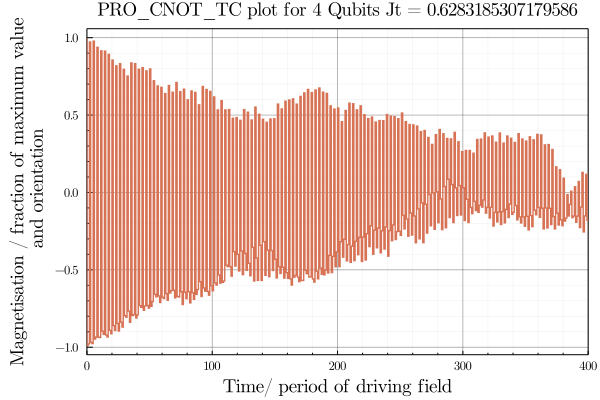 PRO_CNOT_TC plot for 4 Qubits Jt = 0.6283185307179586
Magnetisation / fraction of maximum value
and orientation
1.0
0.5
0.0
−0.5
−1.0
0 100 200 300 400
Time/ period of driving field